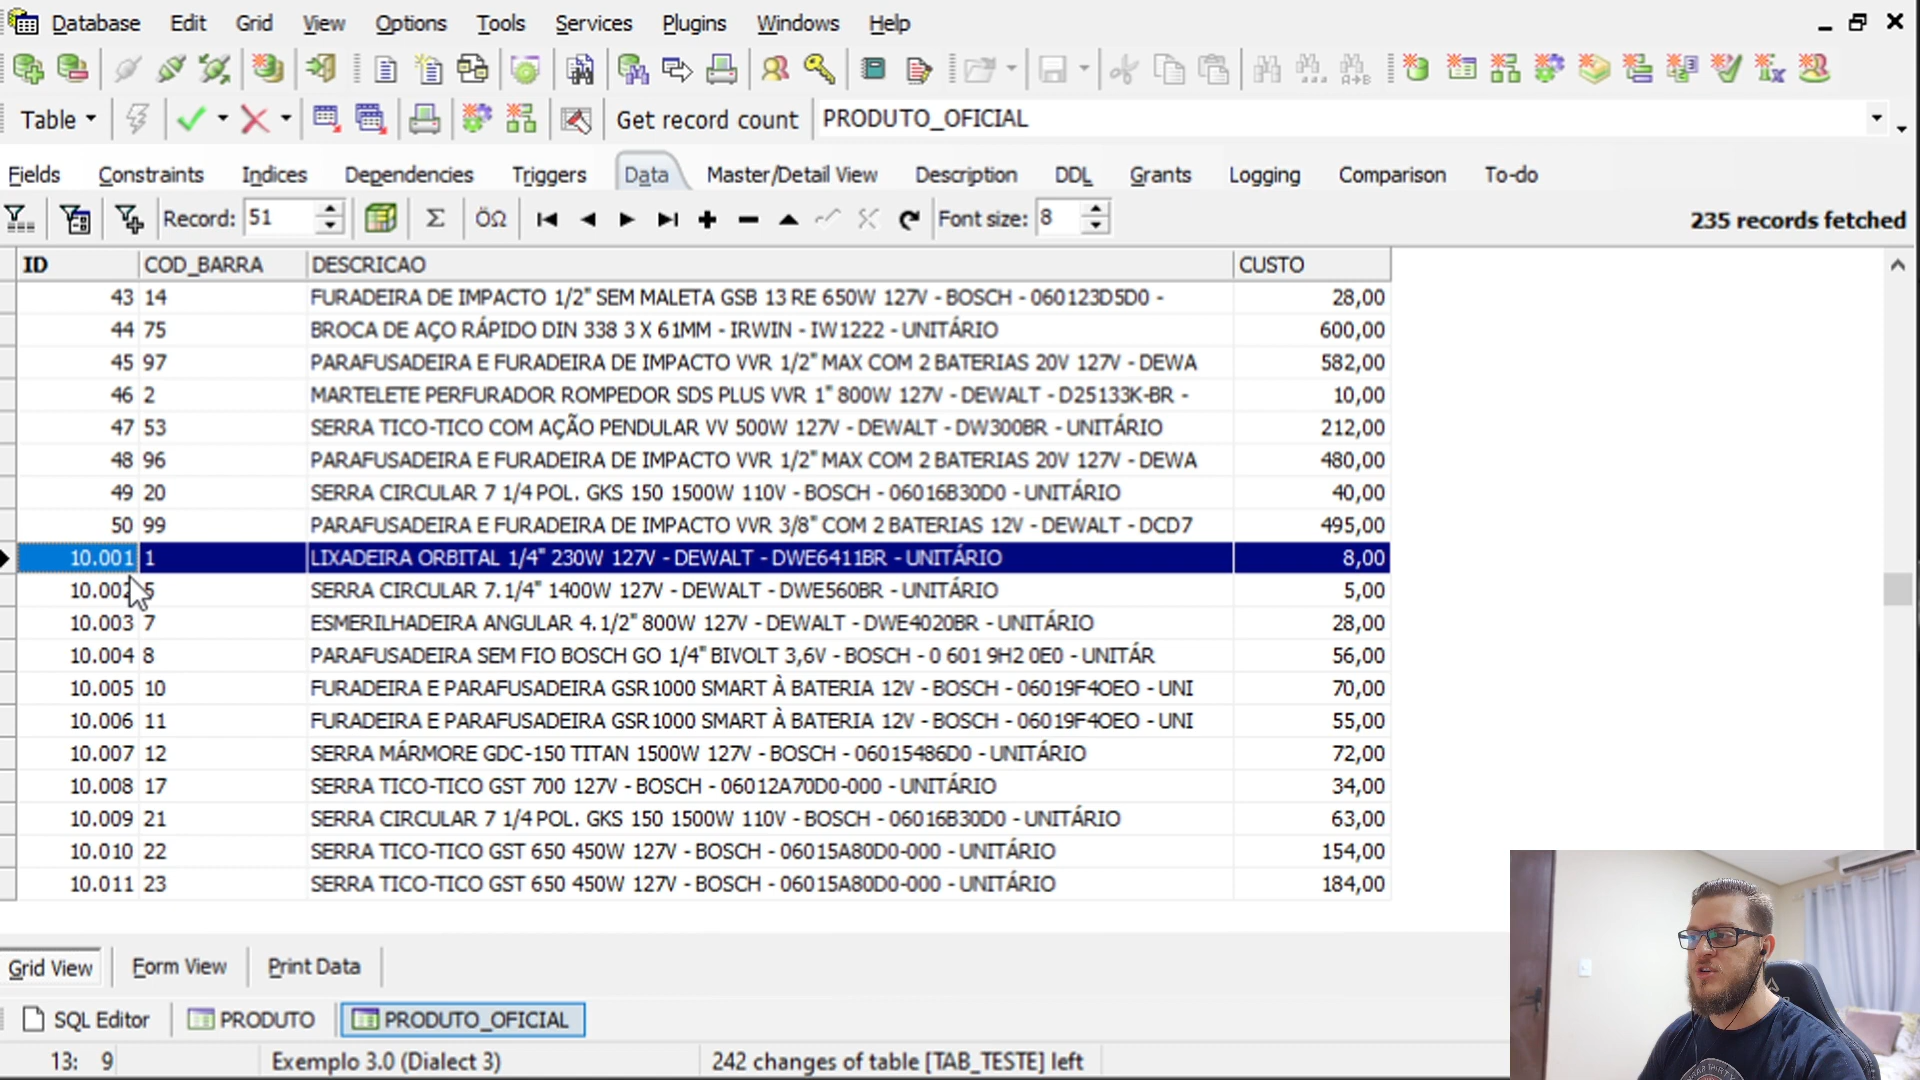 Database Edit Grid View Options Tools Services Plugins Windows Help
Table Get record count PRODUTO_OFICIAL
Fields Constraints Indices Dependencies Triggers Data Master/Detail View Description DDL Grants Logging Comparison To-do
Record: 51 Σ ÖΩ Font size: 8 235 records fetched
ID COD_BARRA DESCRICAO CUSTO
43 14 FURADEIRA DE IMPACTO 1/2" SEM MALETA GSB 13 RE 650W 127V - BOSCH - 060123D5D0 - 28,00
44 75 BROCA DE AÇO RÁPIDO DIN 338 3 X 61MM - IRWIN - IW1222 - UNITÁRIO 600,00
45 97 PARAFUSADEIRA E FURADEIRA DE IMPACTO VVR 1/2" MAX COM 2 BATERIAS 20V 127V - DEWA 582,00
46 2 MARTELETE PERFURADOR ROMPEDOR SDS PLUS VVR 1" 800W 127V - DEWALT - D25133K-BR - 10,00
47 53 SERRA TICO-TICO COM AÇÃO PENDULAR VV 500W 127V - DEWALT - DW300BR - UNITÁRIO 212,00
48 96 PARAFUSADEIRA E FURADEIRA DE IMPACTO VVR 1/2" MAX COM 2 BATERIAS 20V 127V - DEWA 480,00
49 20 SERRA CIRCULAR 7 1/4 POL. GKS 150 1500W 110V - BOSCH - 06016B30D0 - UNITÁRIO 40,00
50 99 PARAFUSADEIRA E FURADEIRA DE IMPACTO VVR 3/8" COM 2 BATERIAS 12V - DEWALT - DCD7 495,00
10.001 1 LIXADEIRA ORBITAL 1/4" 230W 127V - DEWALT - DWE6411BR - UNITÁRIO 8,00
10.002 5 SERRA CIRCULAR 7.1/4" 1400W 127V - DEWALT - DWE560BR - UNITÁRIO 5,00
10.003 7 ESMERILHADEIRA ANGULAR 4.1/2" 800W 127V - DEWALT - DWE4020BR - UNITÁRIO 28,00
10.004 8 PARAFUSADEIRA SEM FIO BOSCH GO 1/4" BIVOLT 3,6V - BOSCH - 0 601 9H2 0E0 - UNITÁR 56,00
10.005 10 FURADEIRA E PARAFUSADEIRA GSR1000 SMART À BATERIA 12V - BOSCH - 06019F4OEO - UNI 70,00
10.006 11 FURADEIRA E PARAFUSADEIRA GSR1000 SMART À BATERIA 12V - BOSCH - 06019F4OEO - UNI 55,00
10.007 12 SERRA MÁRMORE GDC-150 TITAN 1500W 127V - BOSCH - 06015486D0 - UNITÁRIO 72,00
10.008 17 SERRA TICO-TICO GST 700 127V - BOSCH - 06012A70D0-000 - UNITÁRIO 34,00
10.009 21 SERRA CIRCULAR 7 1/4 POL. GKS 150 1500W 110V - BOSCH - 06016B30D0 - UNITÁRIO 63,00
10.010 22 SERRA TICO-TICO GST 650 450W 127V - BOSCH - 06015A80D0-000 - UNITÁRIO 154,00
10.011 23 SERRA TICO-TICO GST 650 450W 127V - BOSCH - 06015A80D0-000 - UNITÁRIO 184,00
Grid View Form View Print Data
SQL Editor PRODUTO PRODUTO_OFICIAL
13: 9 Exemplo 3.0 (Dialect 3) 242 changes of table [TAB_TESTE] left